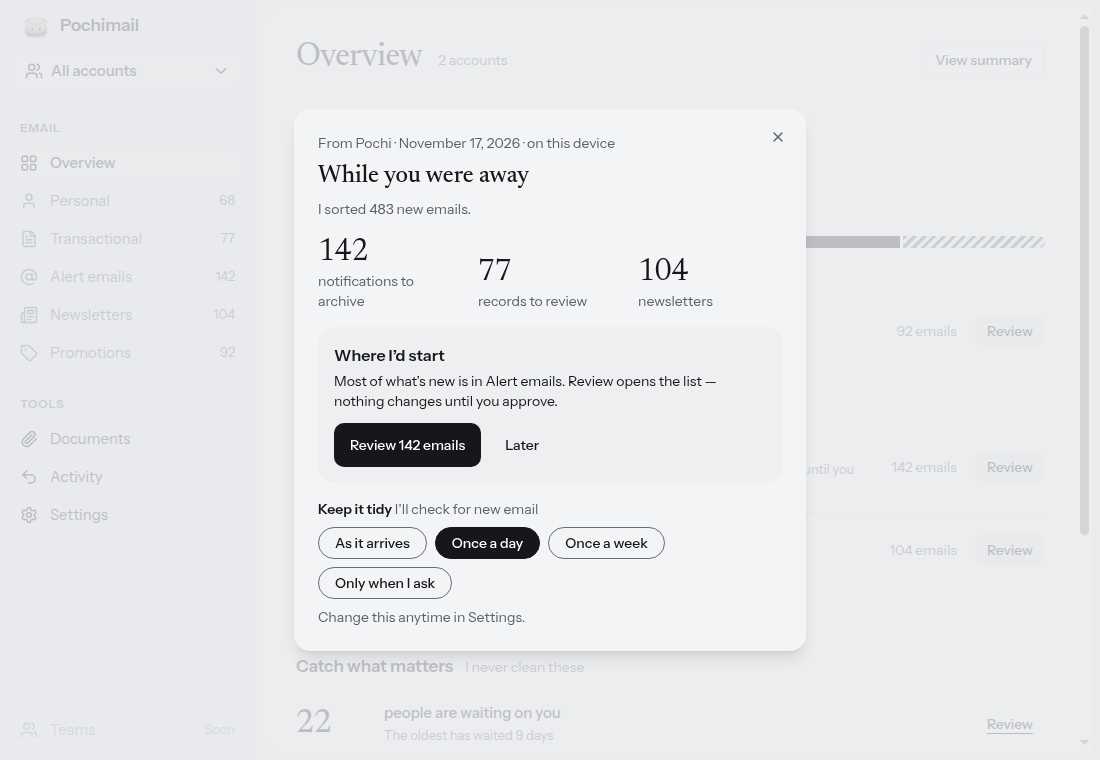 Pochimail
All accounts
EMAIL
Overview
Personal 68
Transactional 77
Alert emails 142
Newsletters 104
Promotions 92
TOOLS
Documents
Activity
Settings
Teams Soon
Overview 2 accounts
View summary
From Pochi · November 17, 2026 · on this device
While you were away
I sorted 483 new emails.
142
notifications to
archive
77
records to review
104
newsletters
Where I'd start
Most of what's new is in Alert emails. Review opens the list —
nothing changes until you approve.
Review 142 emails
Later
Keep it tidy I'll check for new email
As it arrives
Once a day
Once a week
Only when I ask
Change this anytime in Settings.
92 emails Review
until you 142 emails Review
104 emails Review
Catch what matters I never clean these
22
people are waiting on you
The oldest has waited 9 days
Review